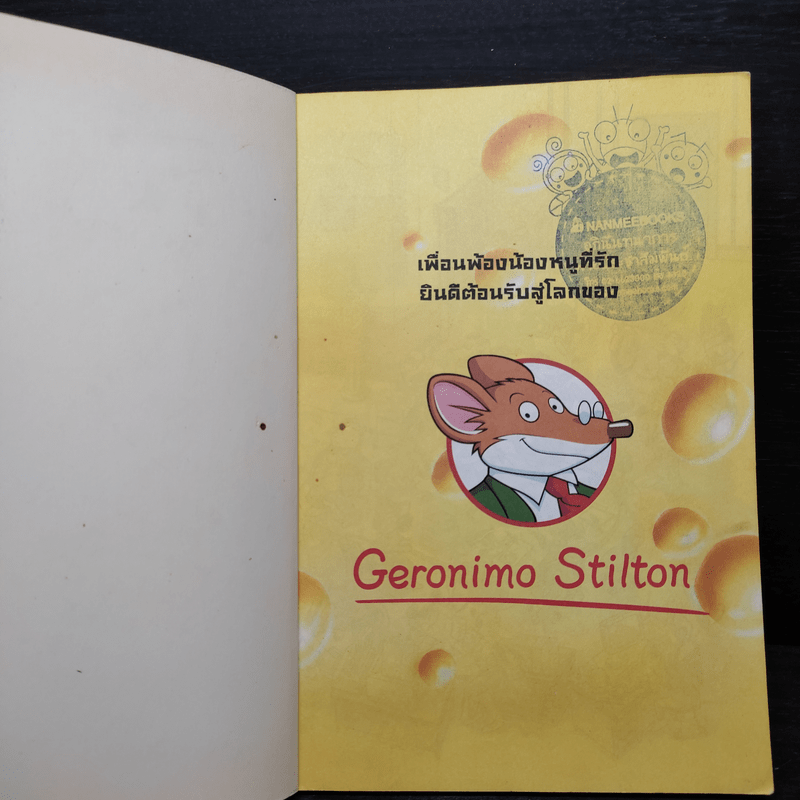 NANMEEBOOKS
เพื่อนพ้องน้องหนูที่รัก
ยินดีต้อนรับสู่โลกของ
Geronimo Stilton